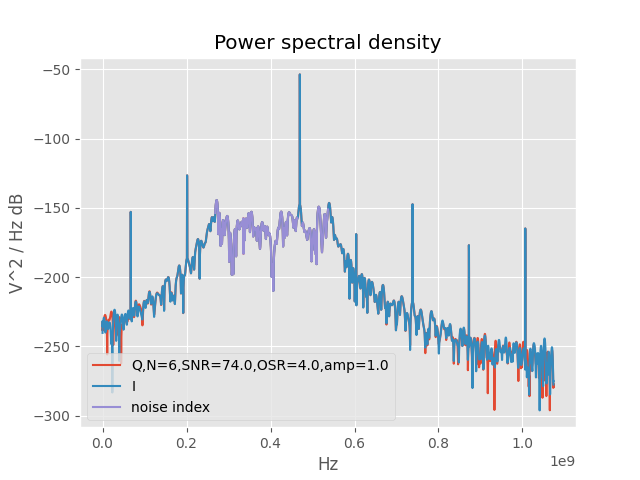 Power spectral density
V^2 / Hz dB
−50
−100
−150
−200
−250
−300
Q,N=6,SNR=74.0,OSR=4.0,amp=1.0
I
noise index
0.0 0.2 0.4 0.6 0.8 1.0
1e9
Hz